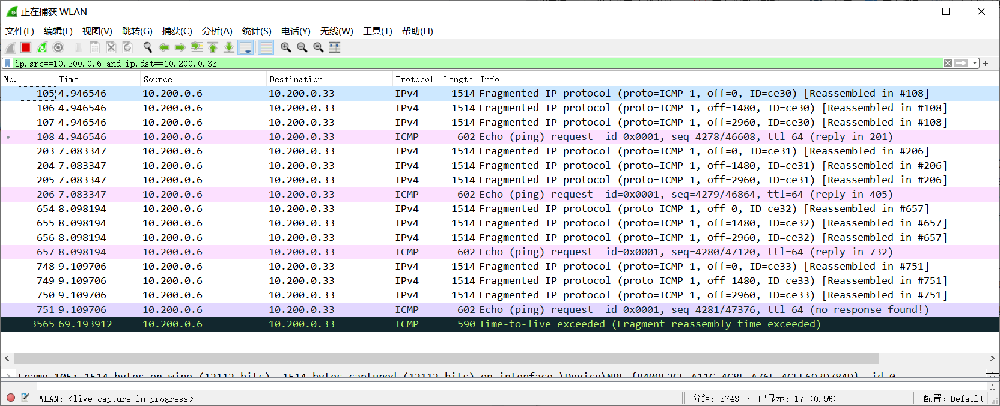 正在捕获 WLAN
文件(F) 编辑(E) 视图(V) 跳转(G) 捕获(C) 分析(A) 统计(S) 电话(Y) 无线(W) 工具(T) 帮助(H)
ip.src==10.200.0.6 and ip.dst==10.200.0.33
No. Time Source Destination Protocol Length Info
105 4.946546 10.200.0.6 10.200.0.33 IPv4 1514 Fragmented IP protocol (proto=ICMP 1, off=0, ID=ce30) [Reassembled in #108]
106 4.946546 10.200.0.6 10.200.0.33 IPv4 1514 Fragmented IP protocol (proto=ICMP 1, off=1480, ID=ce30) [Reassembled in #108]
107 4.946546 10.200.0.6 10.200.0.33 IPv4 1514 Fragmented IP protocol (proto=ICMP 1, off=2960, ID=ce30) [Reassembled in #108]
108 4.946546 10.200.0.6 10.200.0.33 ICMP 602 Echo (ping) request id=0x0001, seq=4278/46608, ttl=64 (reply in 201)
203 7.083347 10.200.0.6 10.200.0.33 IPv4 1514 Fragmented IP protocol (proto=ICMP 1, off=0, ID=ce31) [Reassembled in #206]
204 7.083347 10.200.0.6 10.200.0.33 IPv4 1514 Fragmented IP protocol (proto=ICMP 1, off=1480, ID=ce31) [Reassembled in #206]
205 7.083347 10.200.0.6 10.200.0.33 IPv4 1514 Fragmented IP protocol (proto=ICMP 1, off=2960, ID=ce31) [Reassembled in #206]
206 7.083347 10.200.0.6 10.200.0.33 ICMP 602 Echo (ping) request id=0x0001, seq=4279/46864, ttl=64 (reply in 405)
654 8.098194 10.200.0.6 10.200.0.33 IPv4 1514 Fragmented IP protocol (proto=ICMP 1, off=0, ID=ce32) [Reassembled in #657]
655 8.098194 10.200.0.6 10.200.0.33 IPv4 1514 Fragmented IP protocol (proto=ICMP 1, off=1480, ID=ce32) [Reassembled in #657]
656 8.098194 10.200.0.6 10.200.0.33 IPv4 1514 Fragmented IP protocol (proto=ICMP 1, off=2960, ID=ce32) [Reassembled in #657]
657 8.098194 10.200.0.6 10.200.0.33 ICMP 602 Echo (ping) request id=0x0001, seq=4280/47120, ttl=64 (reply in 732)
748 9.109706 10.200.0.6 10.200.0.33 IPv4 1514 Fragmented IP protocol (proto=ICMP 1, off=0, ID=ce33) [Reassembled in #751]
749 9.109706 10.200.0.6 10.200.0.33 IPv4 1514 Fragmented IP protocol (proto=ICMP 1, off=1480, ID=ce33) [Reassembled in #751]
750 9.109706 10.200.0.6 10.200.0.33 IPv4 1514 Fragmented IP protocol (proto=ICMP 1, off=2960, ID=ce33) [Reassembled in #751]
751 9.109706 10.200.0.6 10.200.0.33 ICMP 602 Echo (ping) request id=0x0001, seq=4281/47376, ttl=64 (no response found!)
3565 69.193912 10.200.0.6 10.200.0.33 ICMP 590 Time-to-live exceeded (Fragment reassembly time exceeded)
Frame 105: 1514 bytes on wire (12112 bits), 1514 bytes captured (12112 bits) on interface
WLAN: <live capture in progress> 分组: 3743 · 已显示: 17 (0.5%) 配置: Default